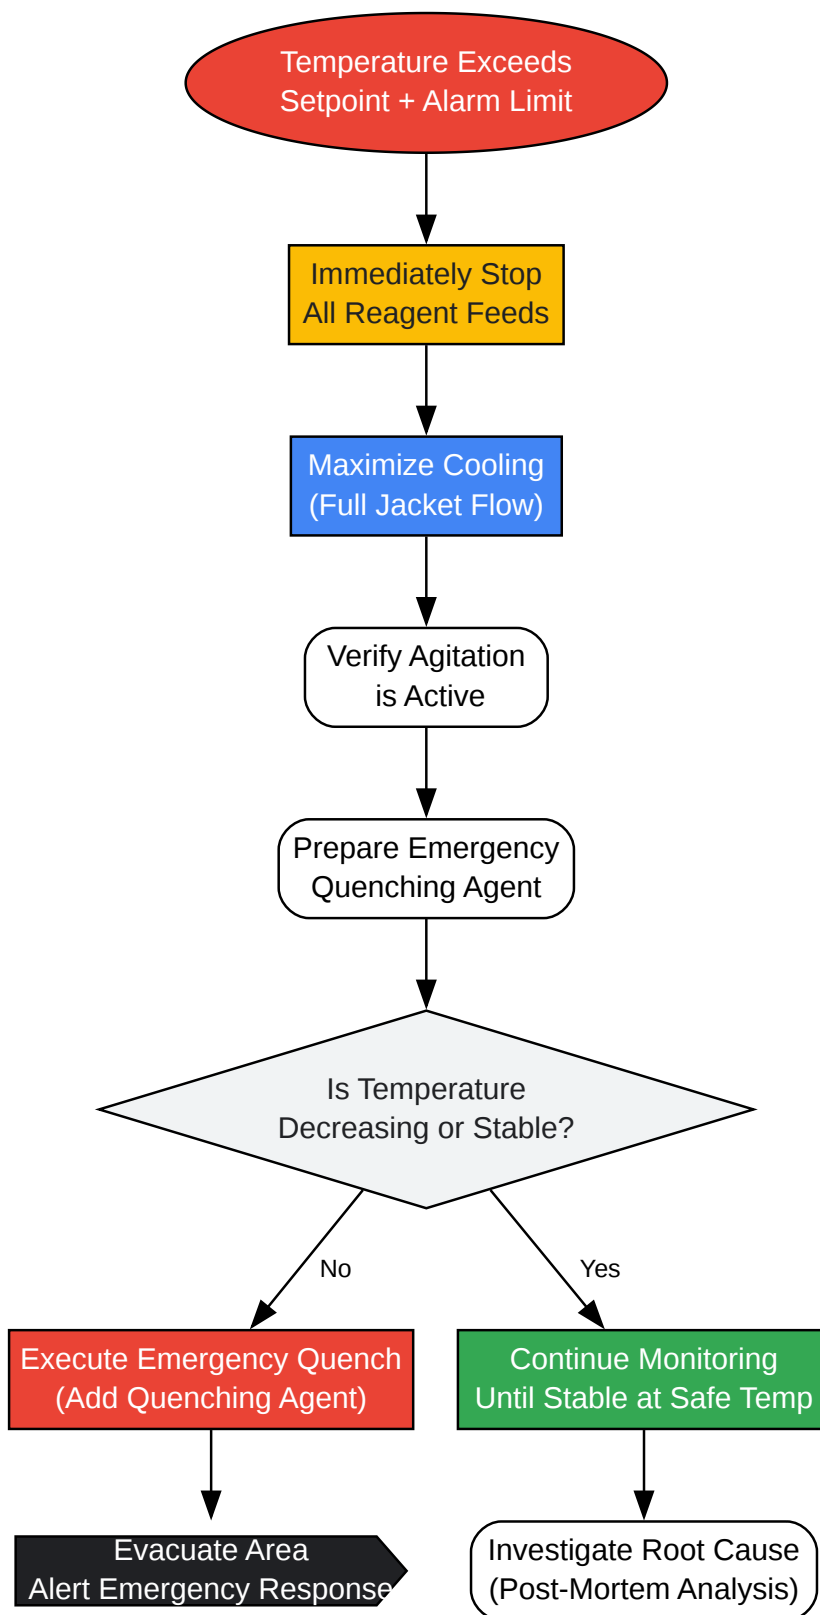 Temperature Exceeds
Setpoint + Alarm Limit
Immediately Stop
All Reagent Feeds
Maximize Cooling
(Full Jacket Flow)
Verify Agitation
is Active
Prepare Emergency
Quenching Agent
Is Temperature
Decreasing or Stable?
No
Yes
Execute Emergency Quench
(Add Quenching Agent)
Continue Monitoring
Until Stable at Safe Temp
Evacuate Area
Alert Emergency Response
Investigate Root Cause
(Post-Mortem Analysis)